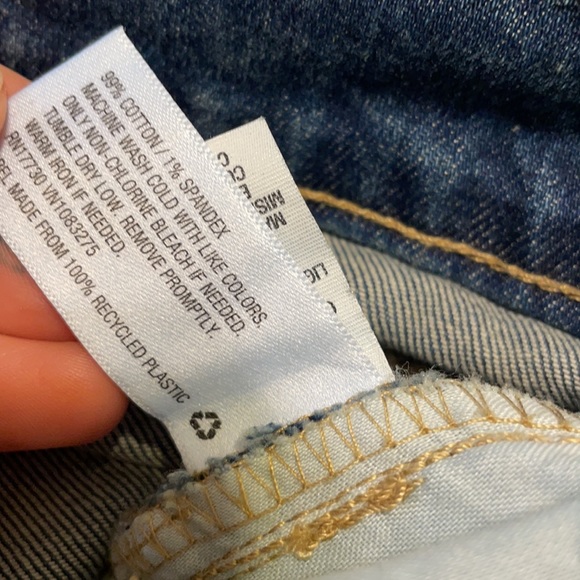 99% COTTON / 1% SPANDEX
MACHINE WASH COLD WITH LIKE COLORS.
ONLY NON-CHLORINE BLEACH IF NEEDED.
TUMBLE DRY LOW. REMOVE PROMPTLY.
WARM IRON IF NEEDED.
RN17730 VN1083275
MADE FROM 100% RECYCLED PLASTIC